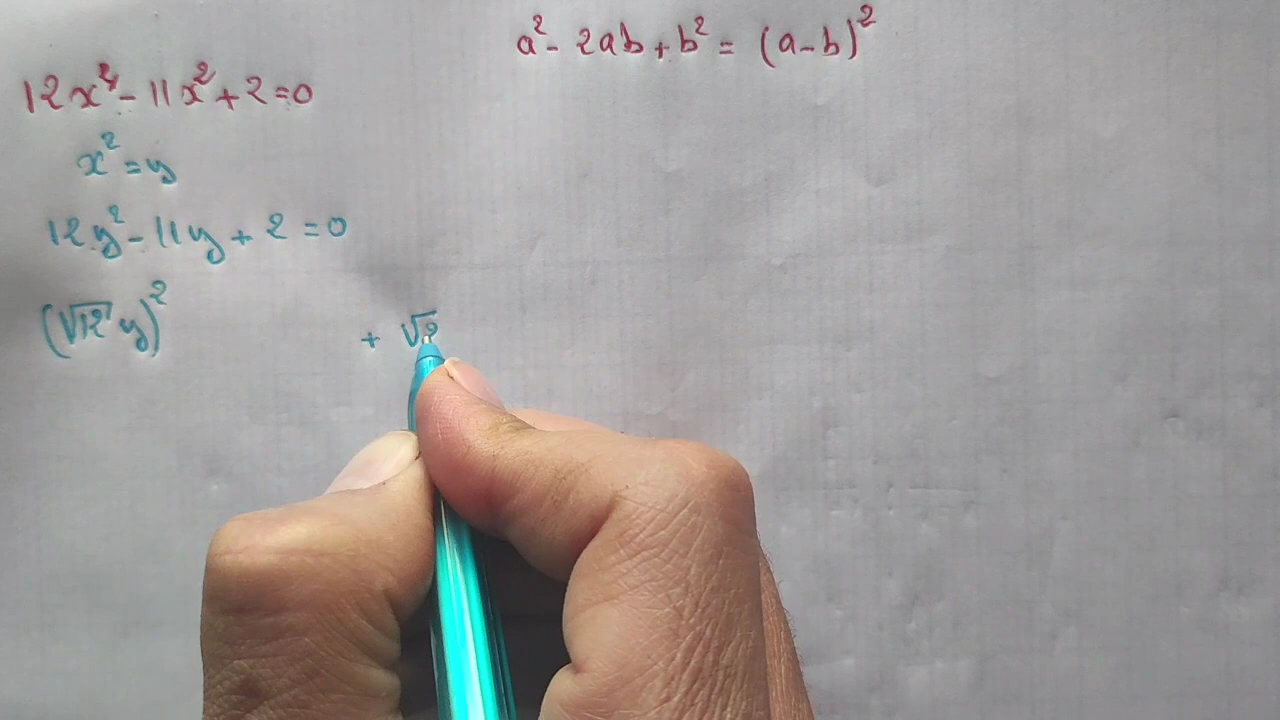 a² - 2ab + b² = (a-b)²
12x⁴ - 11x² + 2 = 0
x² = y
12y² - 11y + 2 = 0
(√12 y)² + √2